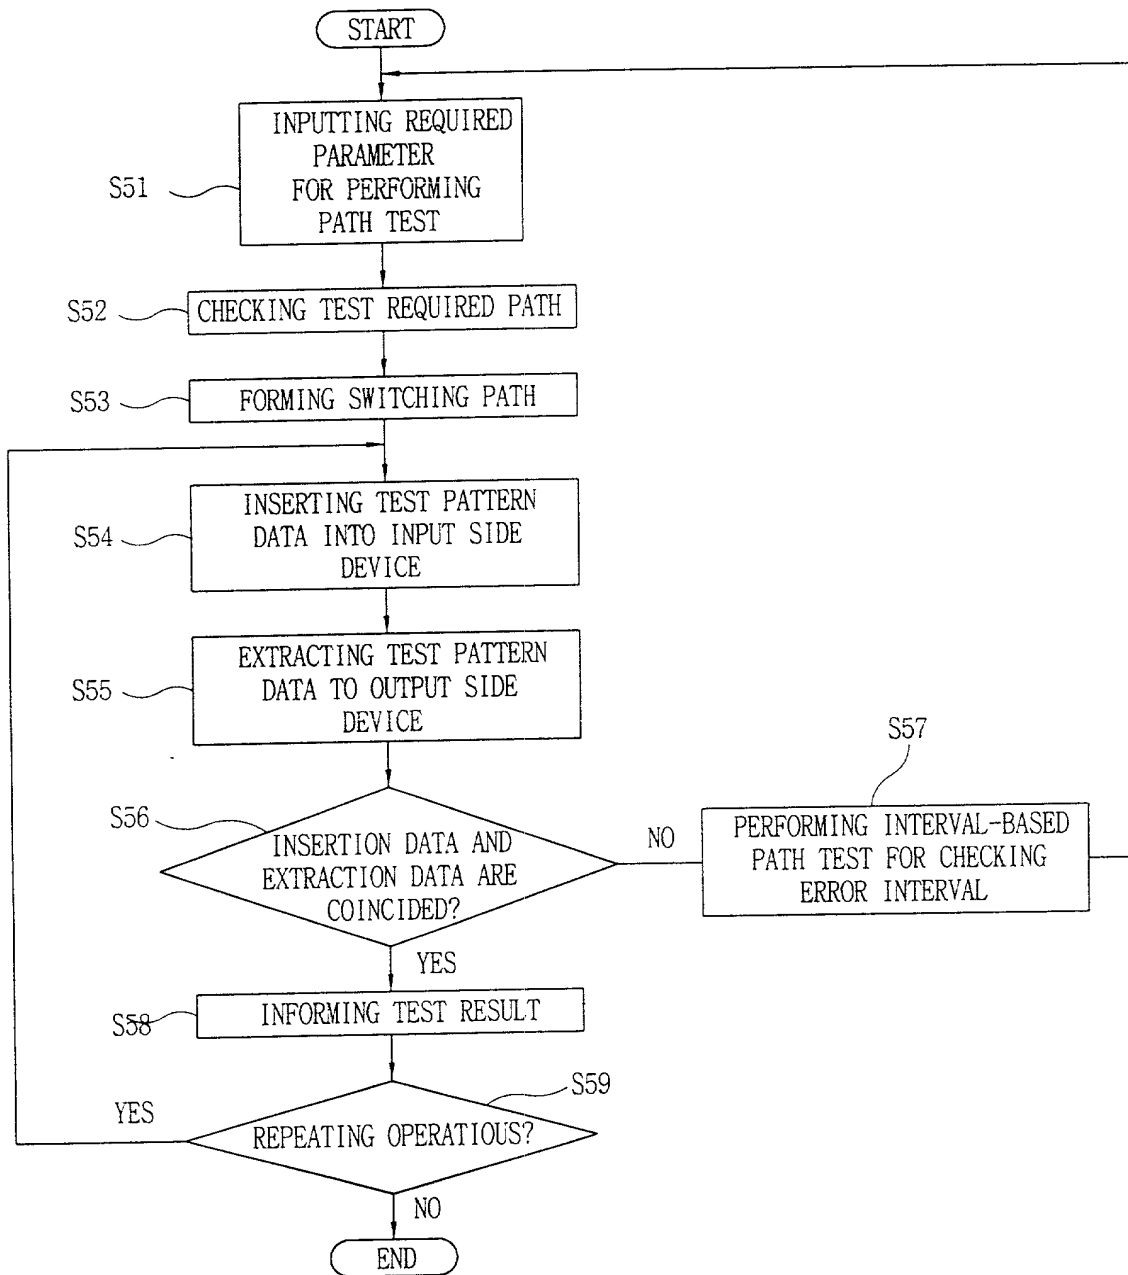 START
INPUTTING REQUIRED
PARAMETER
FOR PERFORMING
PATH TEST
S51
CHECKING TEST REQUIRED PATH
S52
FORMING SWITCHING PATH
S53
INSERTING TEST PATTERN
DATA INTO INPUT SIDE
DEVICE
S54
EXTRACTING TEST PATTERN
DATA TO OUTPUT SIDE
DEVICE
S55
S57
S56
INSERTION DATA AND
EXTRACTION DATA ARE
COINCIDED?
NO
PERFORMING INTERVAL-BASED
PATH TEST FOR CHECKING
ERROR INTERVAL
YES
INFORMING TEST RESULT
S58
S59
YES
REPEATING OPERATIOUS?
NO
END